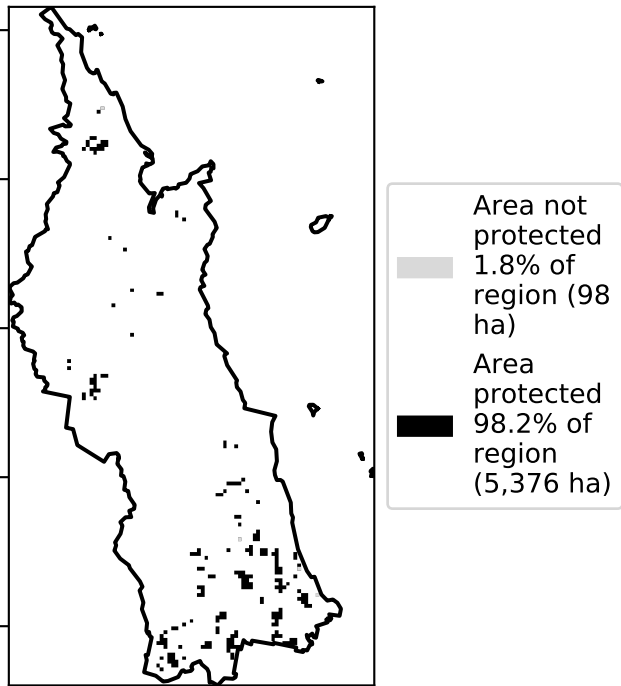 Area not
protected
1.8% of
region (98
ha)
Area
protected
98.2% of
region
(5,376 ha)